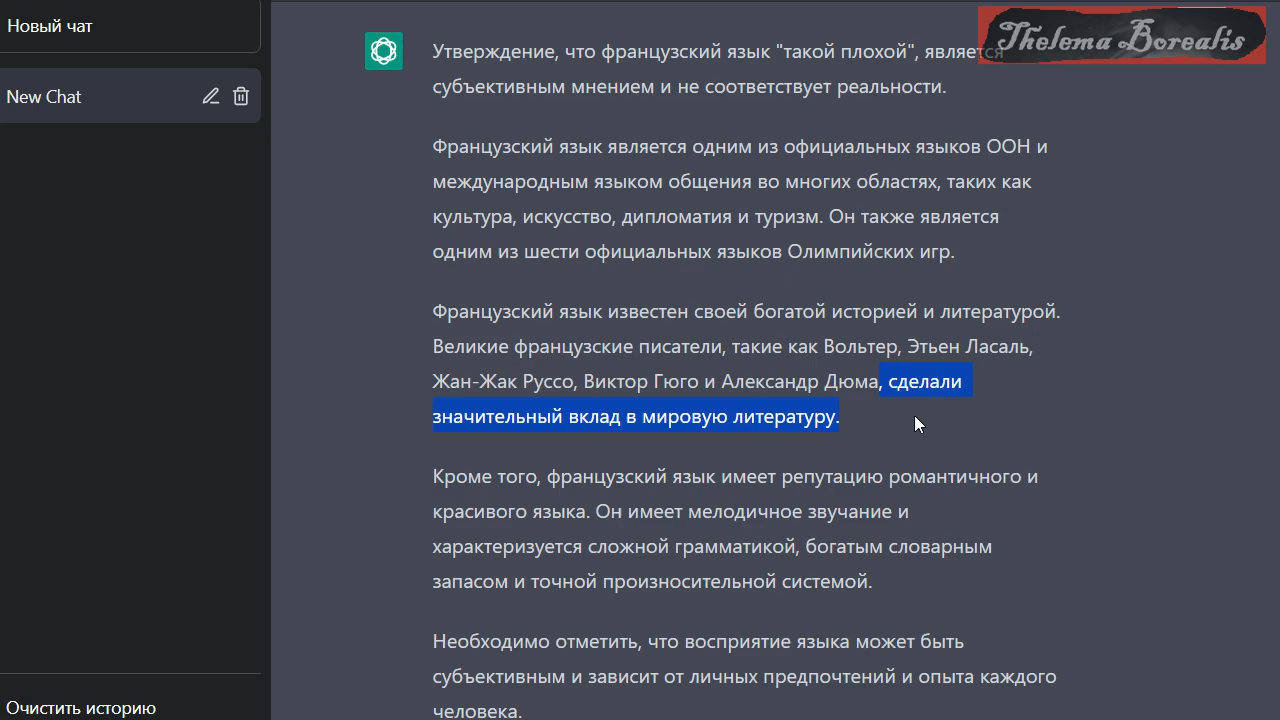 Новый чат
Thelema Borealis
New Chat
Утверждение, что французский язык "такой плохой", является
субъективным мнением и не соответствует реальности.
Французский язык является одним из официальных языков ООН и
международным языком общения во многих областях, таких как
культура, искусство, дипломатия и туризм. Он также является
одним из шести официальных языков Олимпийских игр.
Французский язык известен своей богатой историей и литературой.
Великие французские писатели, такие как Вольтер, Этьен Ласаль,
Жан-Жак Руссо, Виктор Гюго и Александр Дюма, сделали
значительный вклад в мировую литературу.
Кроме того, французский язык имеет репутацию романтичного и
красивого языка. Он имеет мелодичное звучание и
характеризуется сложной грамматикой, богатым словарным
запасом и точной произносительной системой.
Необходимо отметить, что восприятие языка может быть
субъективным и зависит от личных предпочтений и опыта каждого
человека.
Очистить историю